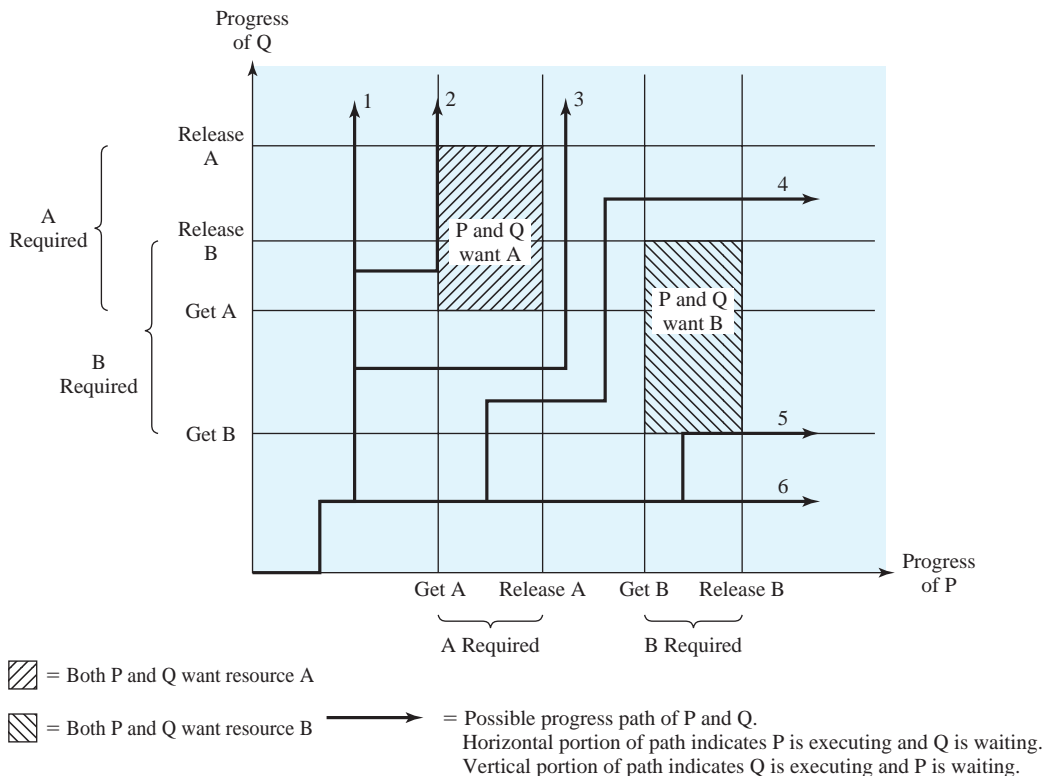 Progress
of Q
1
2
3
Release
A
4
A
Required
Release
B
P and Q
want A
P and Q
want B
Get A
B
Required
Get B
5
6
Progress
of P
Get A
Release A
Get B
Release B
A Required
B Required
= Both P and Q want resource A
= Both P and Q want resource B
= Possible progress path of P and Q.
Horizontal portion of path indicates P is executing and Q is waiting.
Vertical portion of path indicates Q is executing and P is waiting.